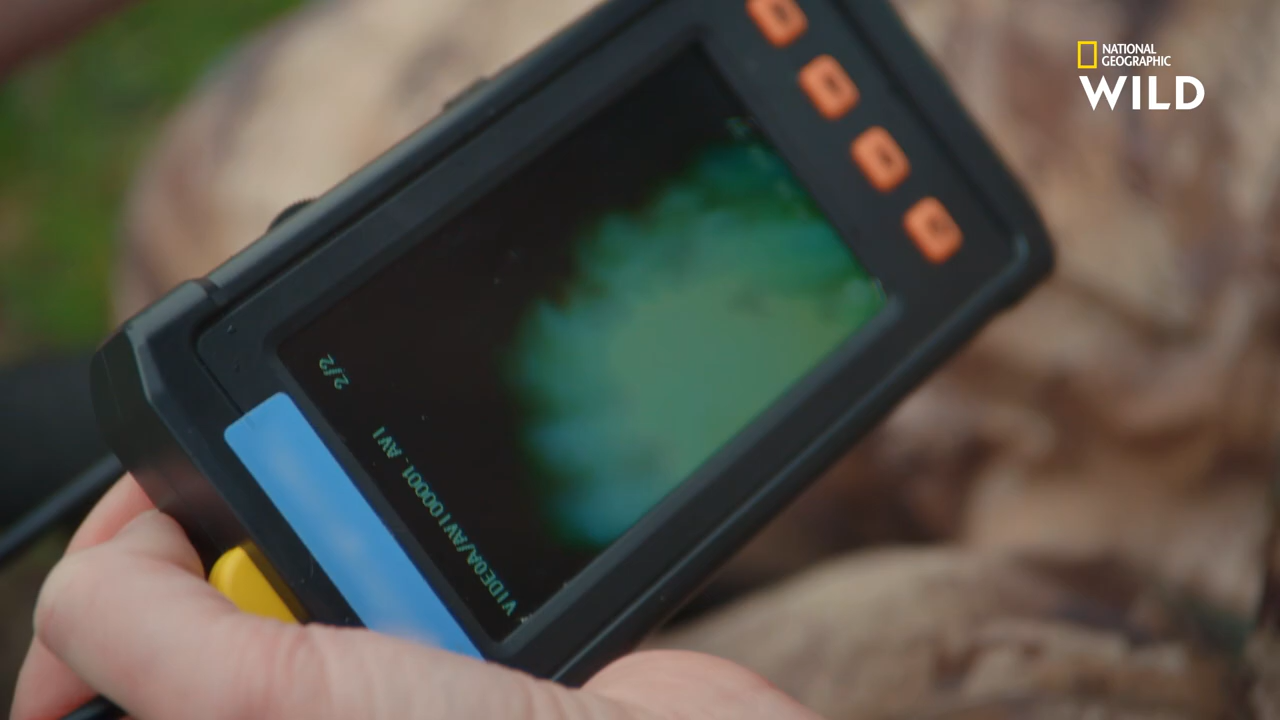 NATIONAL
GEOGRAPHIC
WILD
2/2
VIDEOA/AVI00001.AVI